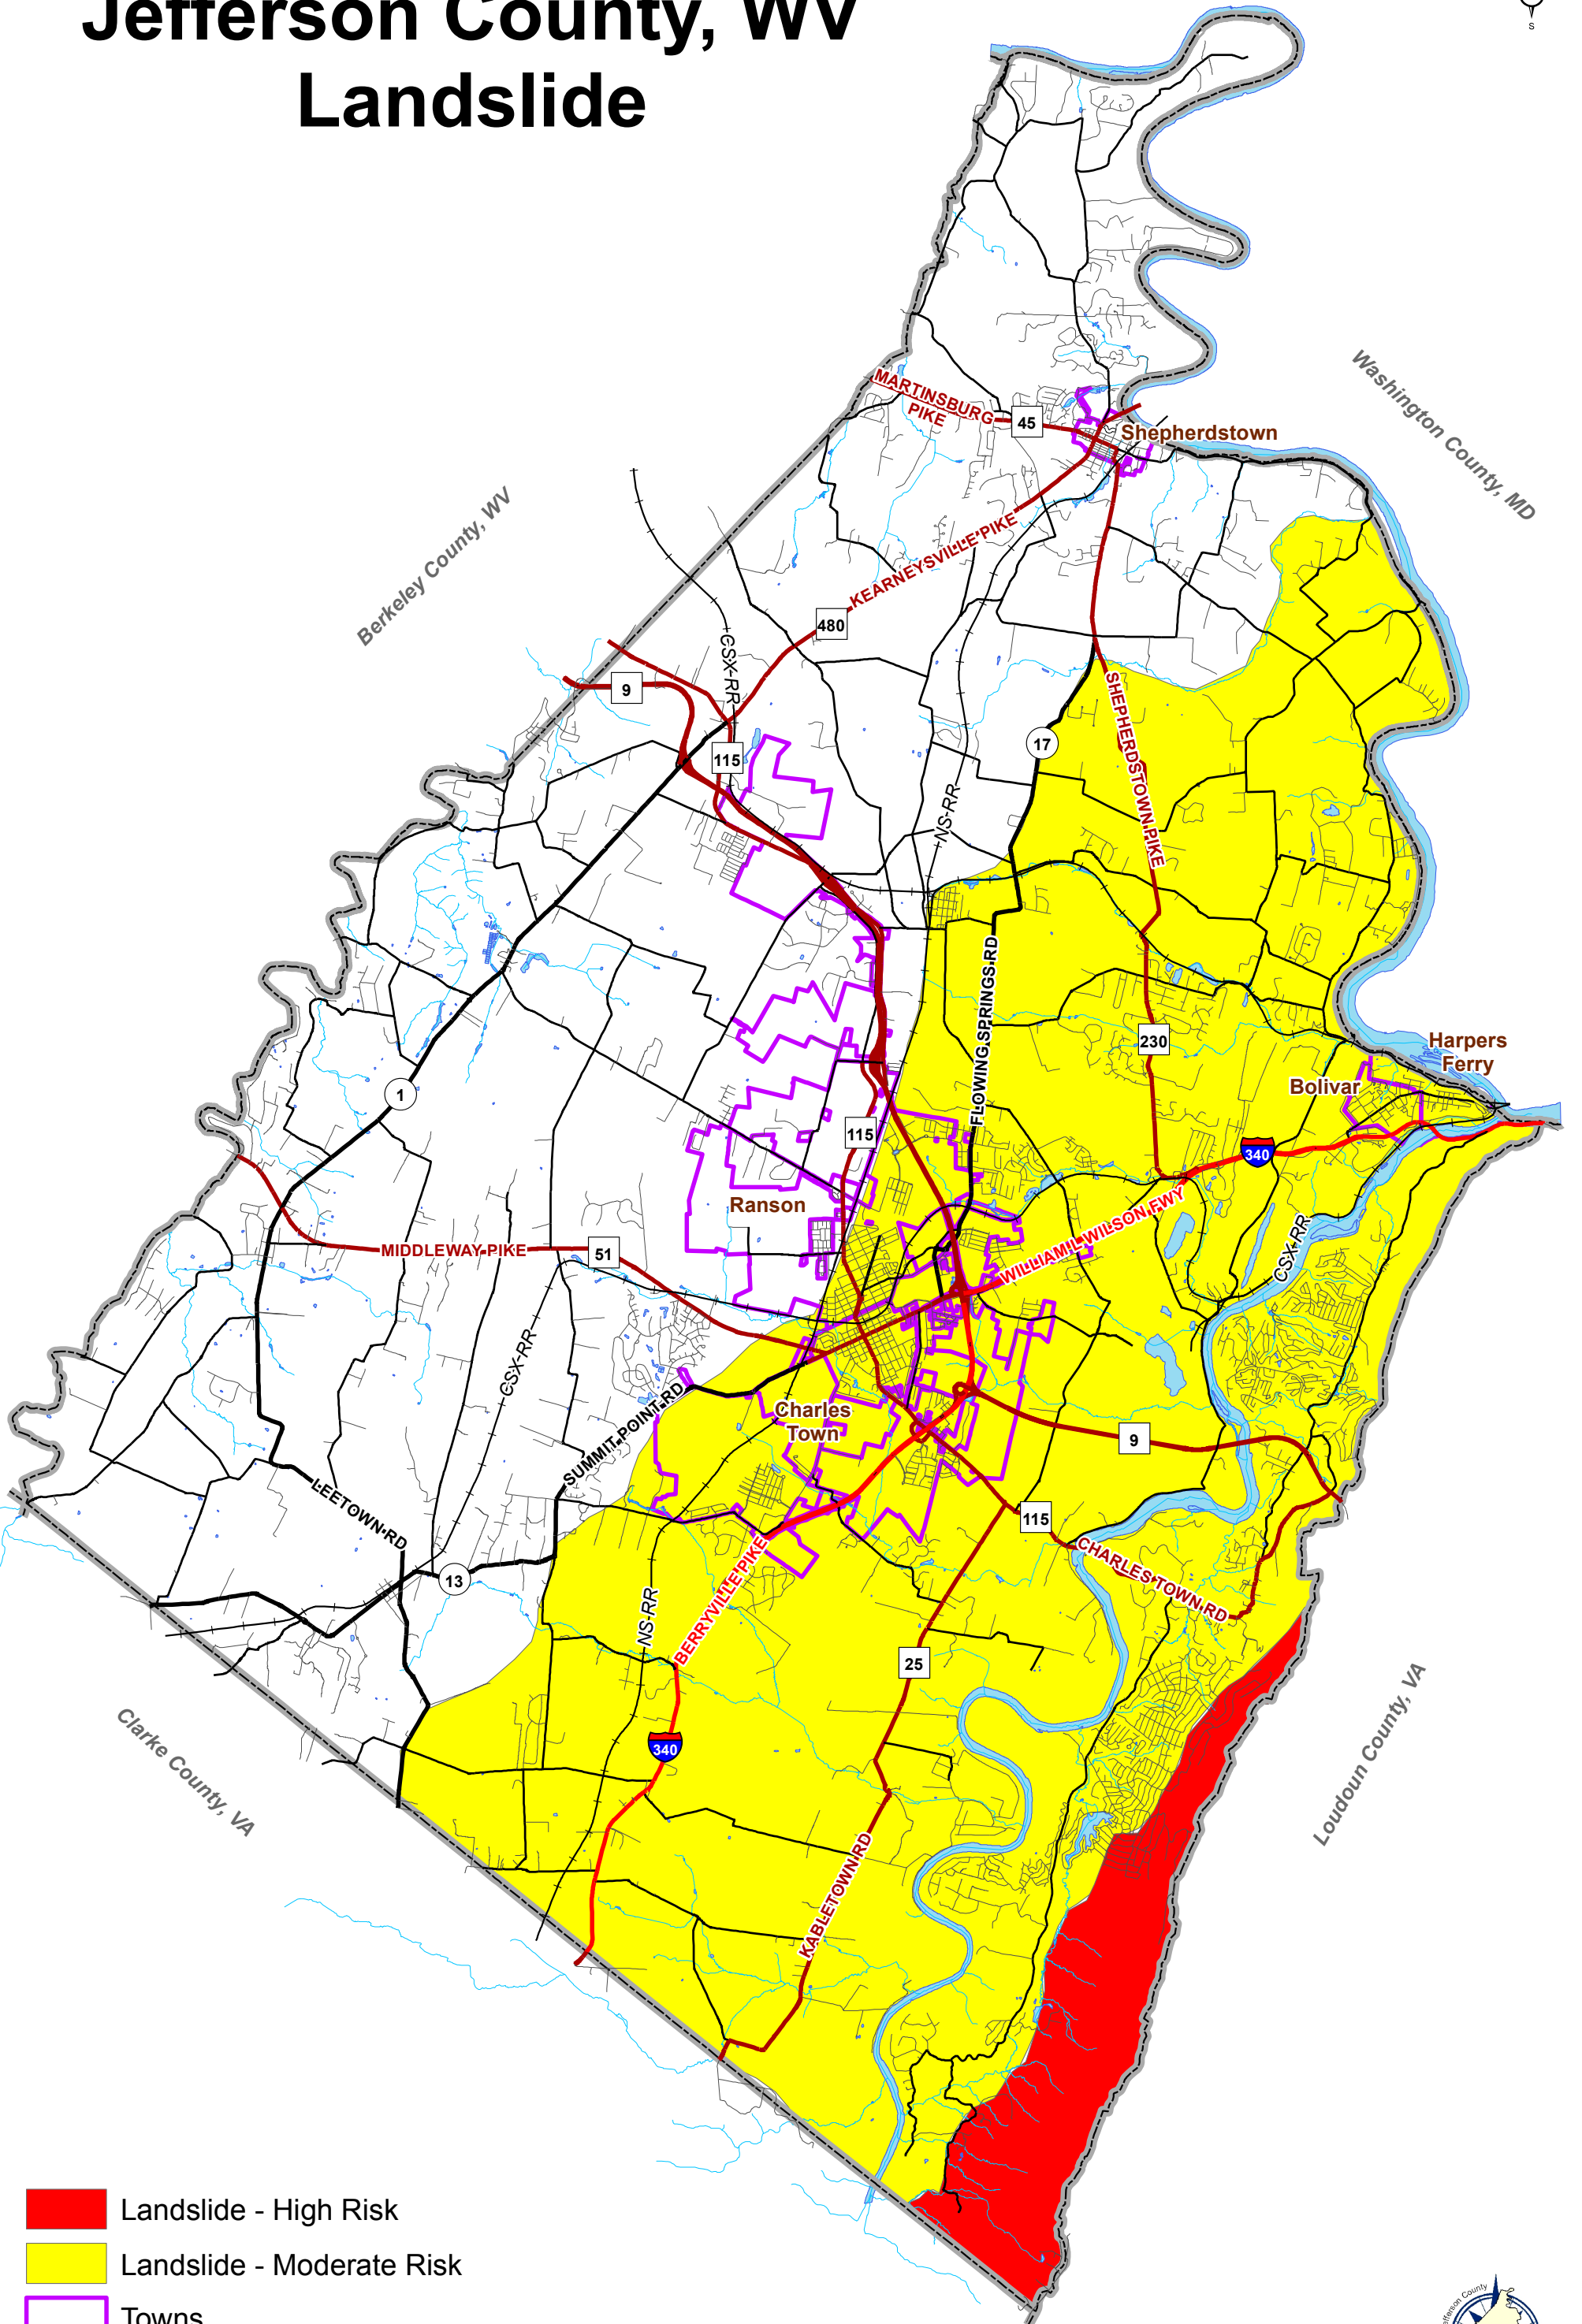 Jefferson County, WV
Landslide
S
Washington County, MD
MARTINSBURG
PIKE
45
Shepherdstown
Berkeley County, WV
KEARNEYSVILLE PIKE
480
CSX-RR
9
115
17
SHEPHERDSTOWN PIKE
NS-RR
FLOWING SPRINGS RD
230
Harpers
Ferry
Bolivar
1
115
340
Ranson
WILLIAM L WILSON FWY
CSX-RR
MIDDLEWAY PIKE
51
CSX-RR
SUMMIT POINT RD
Charles
Town
9
LEETOWN RD
115
CHARLES TOWN RD
13
NS-RR
BERRYVILLE PIKE
25
340
Clarke County, VA
Loudoun County, VA
KABLETOWN RD
Landslide - High Risk
Landslide - Moderate Risk
Towns
Jefferson County